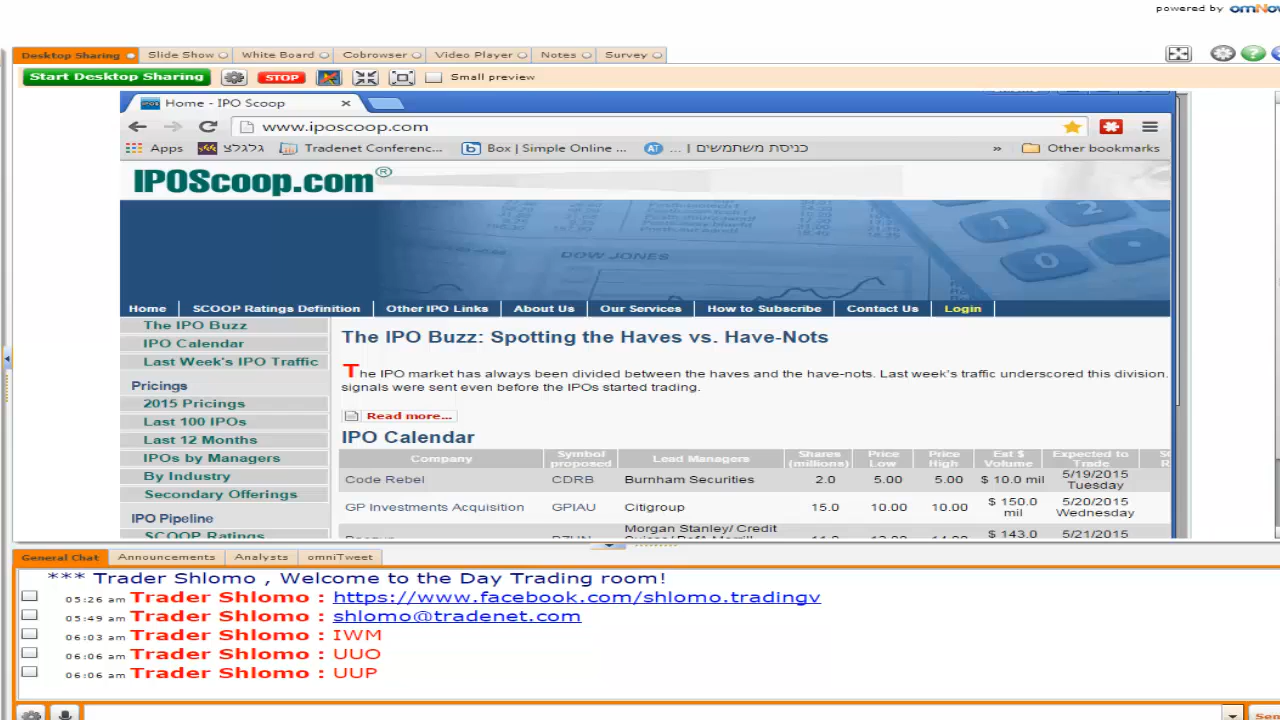 powered by
Desktop Sharing Slide Show White Board Cobrowser Video Player Notes Survey
Start Desktop Sharing STOP Small preview
Home - IPO Scoop
www.iposcoop.com
Apps גלגלצ Tradenet Conferenc... Box | Simple Online ... כניסת משתמשים | ... » Other bookmarks
IPOScoop.com®
DOW JONES
1 2 0
Home SCOOP Ratings Definition Other IPO Links About Us Our Services How to Subscribe Contact Us Login
The IPO Buzz
IPO Calendar
Last Week's IPO Traffic
Pricings
2015 Pricings
Last 100 IPOs
Last 12 Months
IPOs by Managers
By Industry
Secondary Offerings
IPO Pipeline
SCOOP Ratings
The IPO Buzz: Spotting the Haves vs. Have-Nots
The IPO market has always been divided between the haves and the have-nots. Last week's traffic underscored this division.
signals were sent even before the IPOs started trading.
Read more...
IPO Calendar
Company Symbol proposed Lead Managers Shares (millions) Price Low Price High Est $ Volume Expected to Trade
Code Rebel CDRB Burnham Securities 2.0 5.00 5.00 $ 10.0 mil 5/19/2015 Tuesday
GP Investments Acquisition GPIAU Citigroup 15.0 10.00 10.00 $ 150.0 mil 5/20/2015 Wednesday
Morgan Stanley/ Credit $ 143.0 5/21/2015
General Chat Announcements Analysts omniTweet
*** Trader Shlomo , Welcome to the Day Trading room!
05:26 am Trader Shlomo : https://www.facebook.com/shlomo.tradingv
05:49 am Trader Shlomo : shlomo@tradenet.com
06:03 am Trader Shlomo : IWM
06:06 am Trader Shlomo : UUO
06:06 am Trader Shlomo : UUP